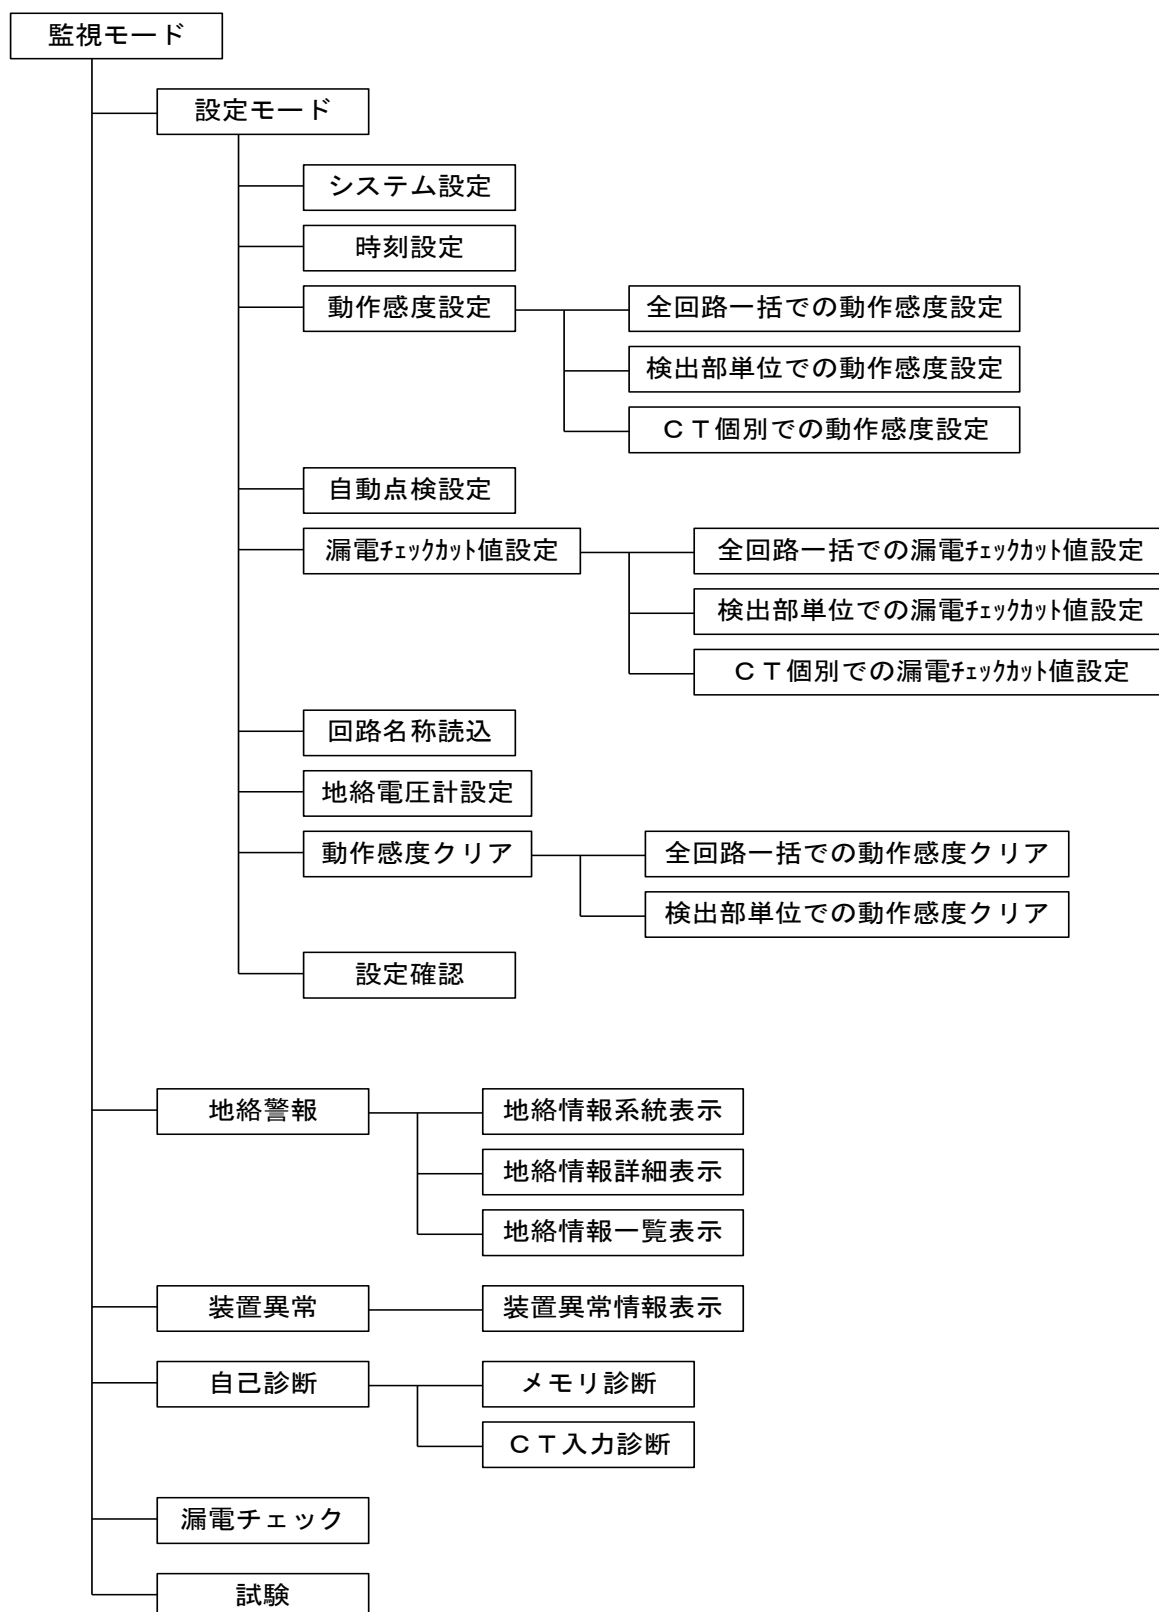 監視モード
設定モード
システム設定
時刻設定
動作感度設定
全回路一括での動作感度設定
検出部単位での動作感度設定
ＣＴ個別での動作感度設定
自動点検設定
漏電ﾁｪｯｸｶｯﾄ値設定
全回路一括での漏電ﾁｪｯｸｶｯﾄ値設定
検出部単位での漏電ﾁｪｯｸｶｯﾄ値設定
ＣＴ個別での漏電ﾁｪｯｸｶｯﾄ値設定
回路名称読込
地絡電圧計設定
動作感度クリア
全回路一括での動作感度クリア
検出部単位での動作感度クリア
設定確認
地絡警報
地絡情報系統表示
地絡情報詳細表示
地絡情報一覧表示
装置異常
装置異常情報表示
自己診断
メモリ診断
ＣＴ入力診断
漏電チェック
試験